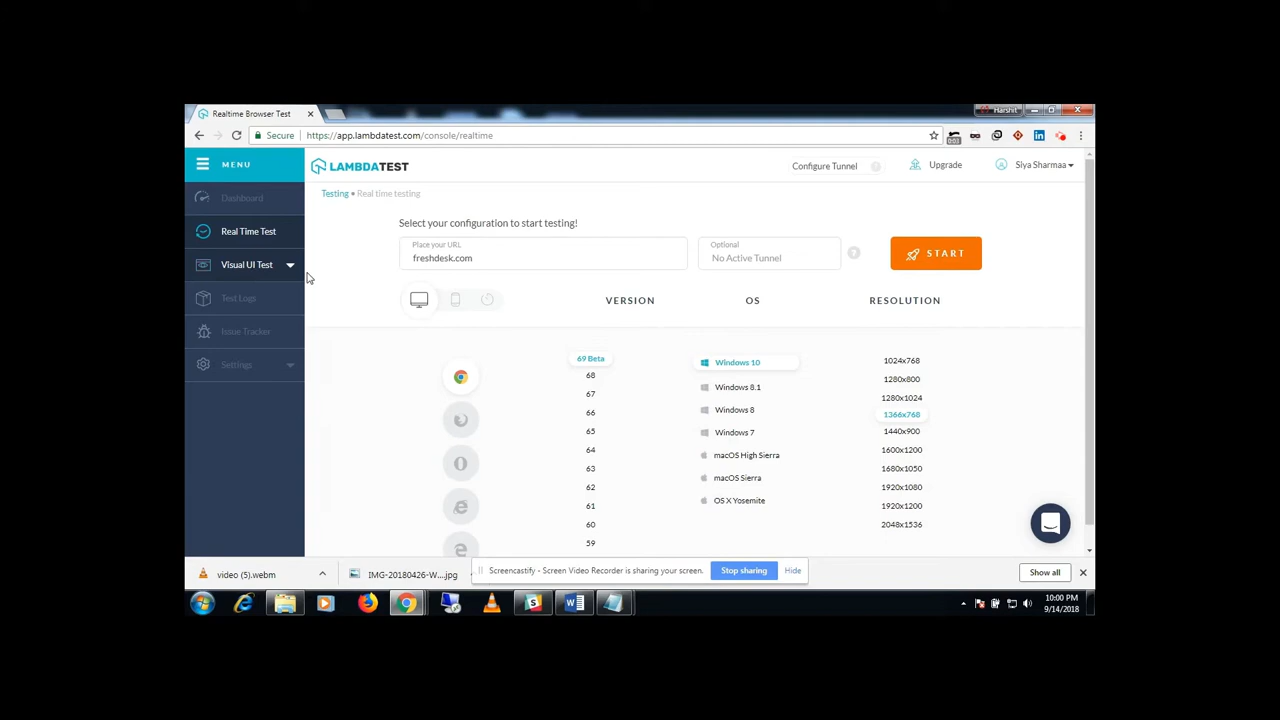 Realtime Browser Test
Harshit
Secure
https://app.lambdatest.com/console/realtime
0:03
MENU
LAMBDATEST
Configure Tunnel ?
Upgrade
Siya Sharmaa
Dashboard
Real Time Test
Visual UI Test
Test Logs
Issue Tracker
Settings
Testing • Real time testing
Select your configuration to start testing!
Place your URL
freshdesk.com
Optional
No Active Tunnel
?
START
VERSION
OS
RESOLUTION
69 Beta
68
67
66
65
64
63
62
61
60
59
Windows 10
Windows 8.1
Windows 8
Windows 7
macOS High Sierra
macOS Sierra
OS X Yosemite
1024x768
1280x800
1280x1024
1366x768
1440x900
1600x1200
1680x1050
1920x1080
1920x1200
2048x1536
video (5).webm
IMG-20180426-W....jpg
Screencastify - Screen Video Recorder is sharing your screen.
Stop sharing
Hide
Show all
10:00 PM
9/14/2018